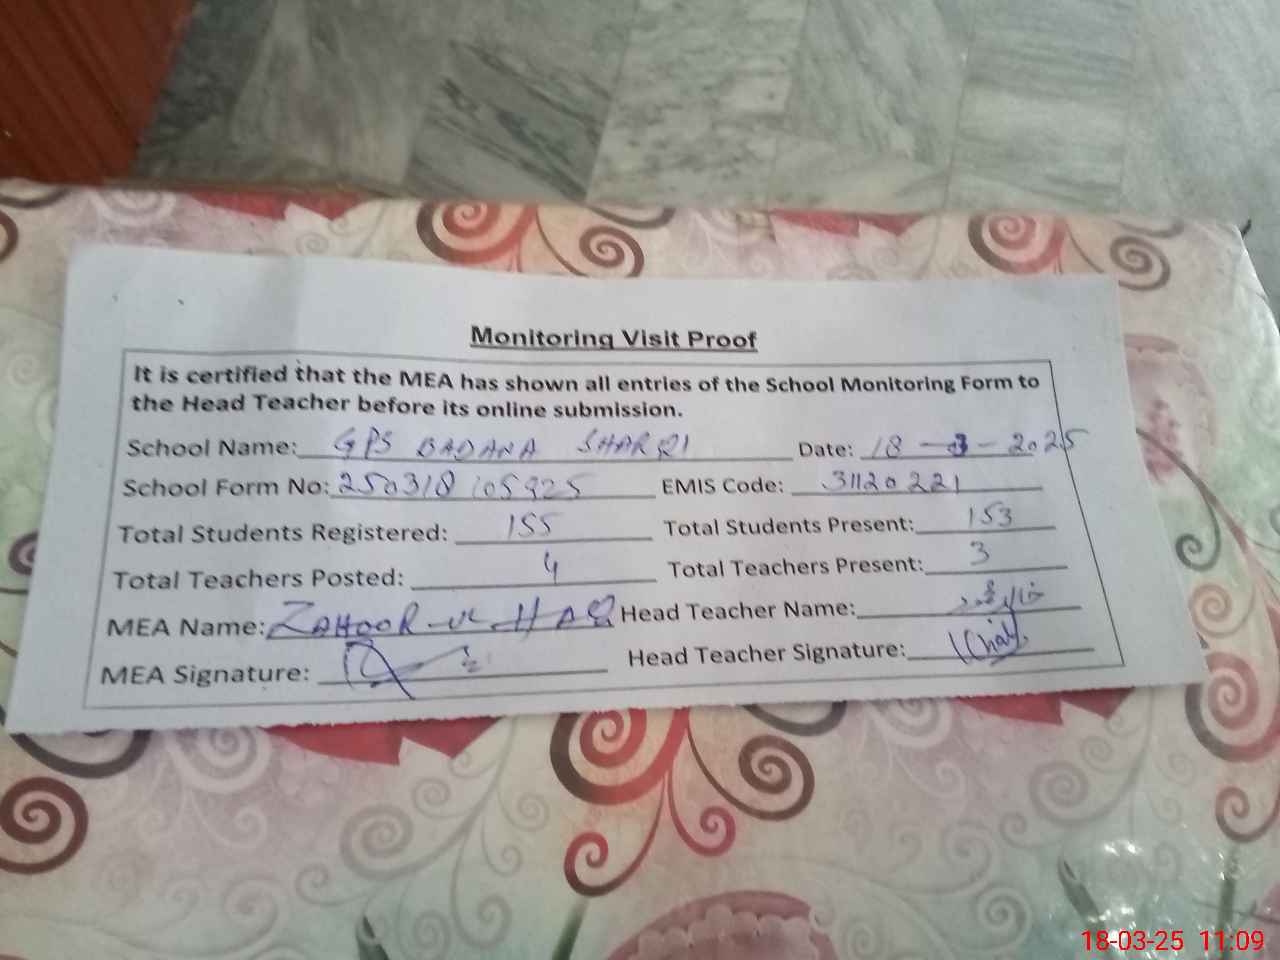 Monitoring Visit Proof
It is certified that the MEA has shown all entries of the School Monitoring Form to
the Head Teacher before its online submission.
School Name: GPS BADANA SHARQI Date: 18-3-2025
School Form No: 250318105925 EMIS Code: 31120221
Total Students Registered: 155 Total Students Present: 153
Total Teachers Posted: 4 Total Teachers Present: 3
MEA Name: ZAHOOR-UL-HAQ Head Teacher Name:
MEA Signature: Head Teacher Signature:
18-03-25 11:09